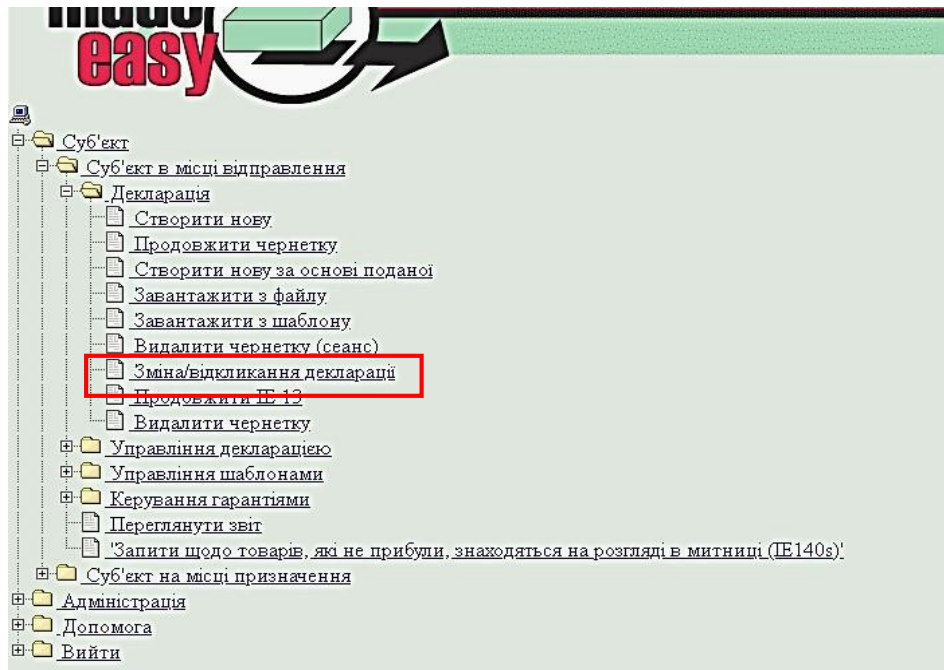 made
easy
Суб'єкт
Суб'єкт в місці відправлення
Декларація
Створити нову
Продовжити чернетку
Створити нову за основі поданої
Завантажити з файлу
Завантажити з шаблону
Видалити чернетку (сеанс)
Зміна/відкликання декларації
Продовжити ІЕ 13
Видалити чернетку
Управління декларацією
Управління шаблонами
Керування гарантіями
Переглянути звіт
'Запити щодо товарів, які не прибули, знаходяться на розгляді в митниці (ІЕ140s)'
Суб'єкт на місці призначення
Адміністрація
Допомога
Вийти